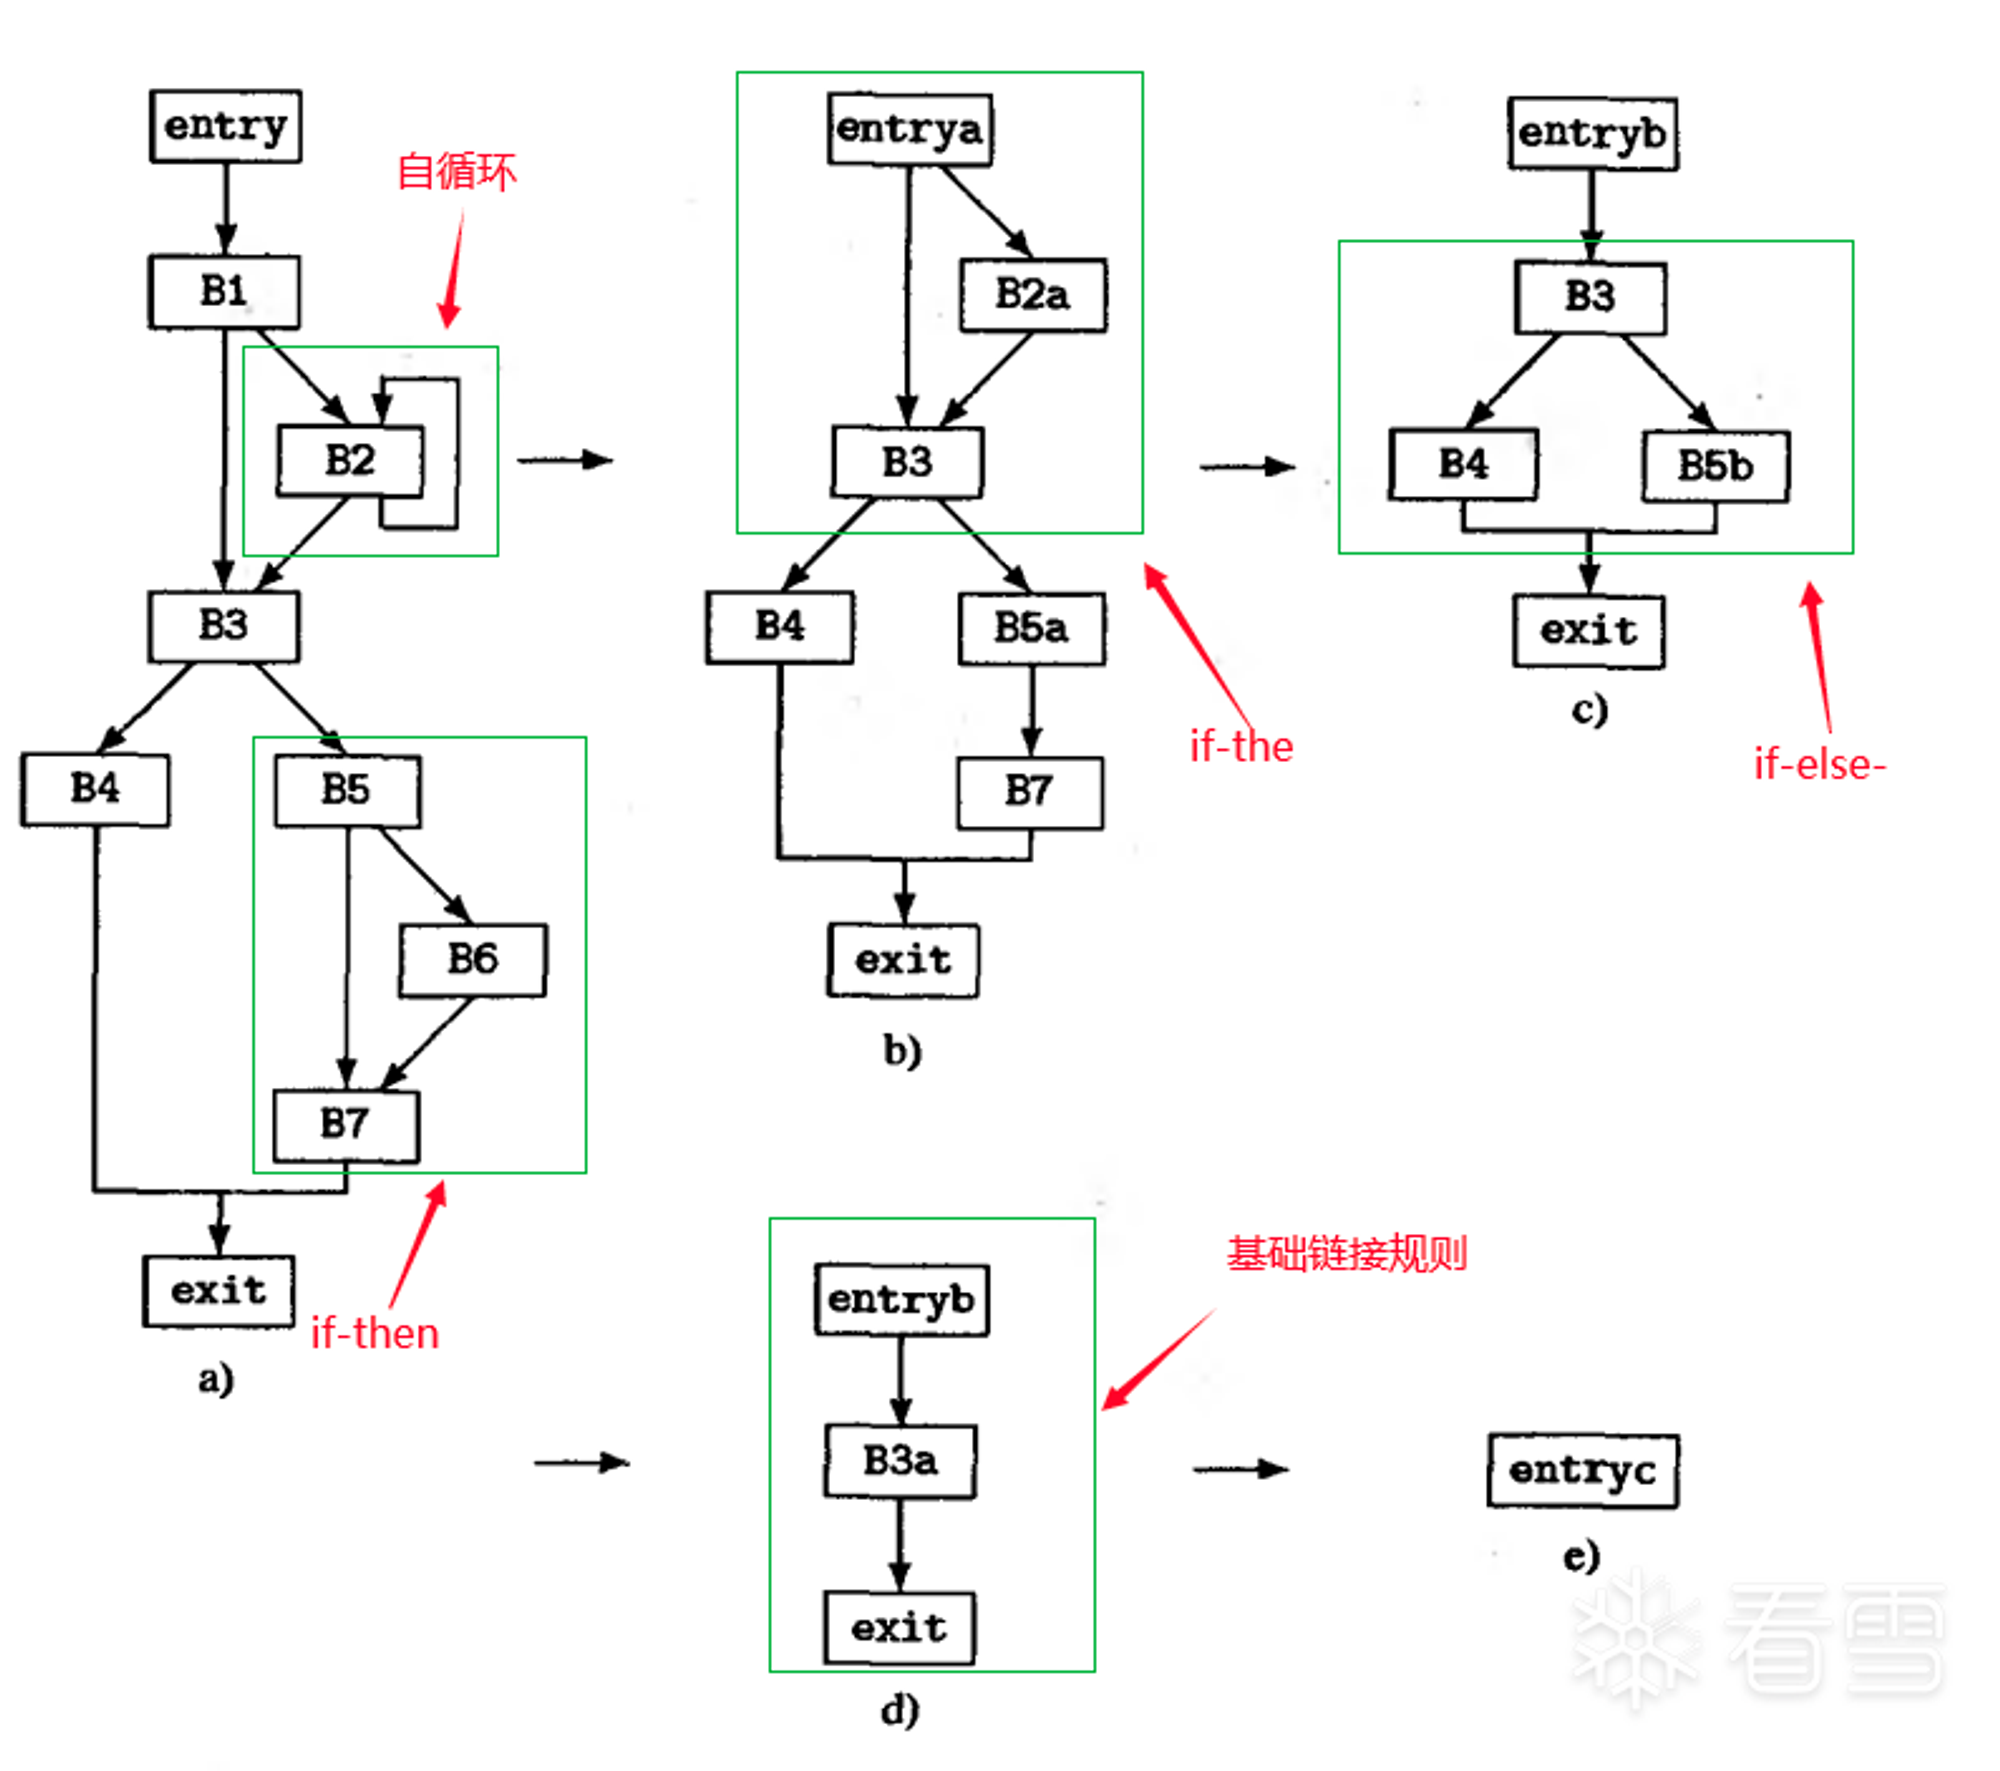 entry
自循环
B1
B2
B3
B4
B5
B6
B7
exit
if-then
a)
entrya
B2a
B3
B4
B5a
B7
exit
b)
if-the
entryb
B3
B4
B5b
exit
c)
if-else-
entryb
B3a
exit
d)
基础链接规则
entryc
e)
看雪